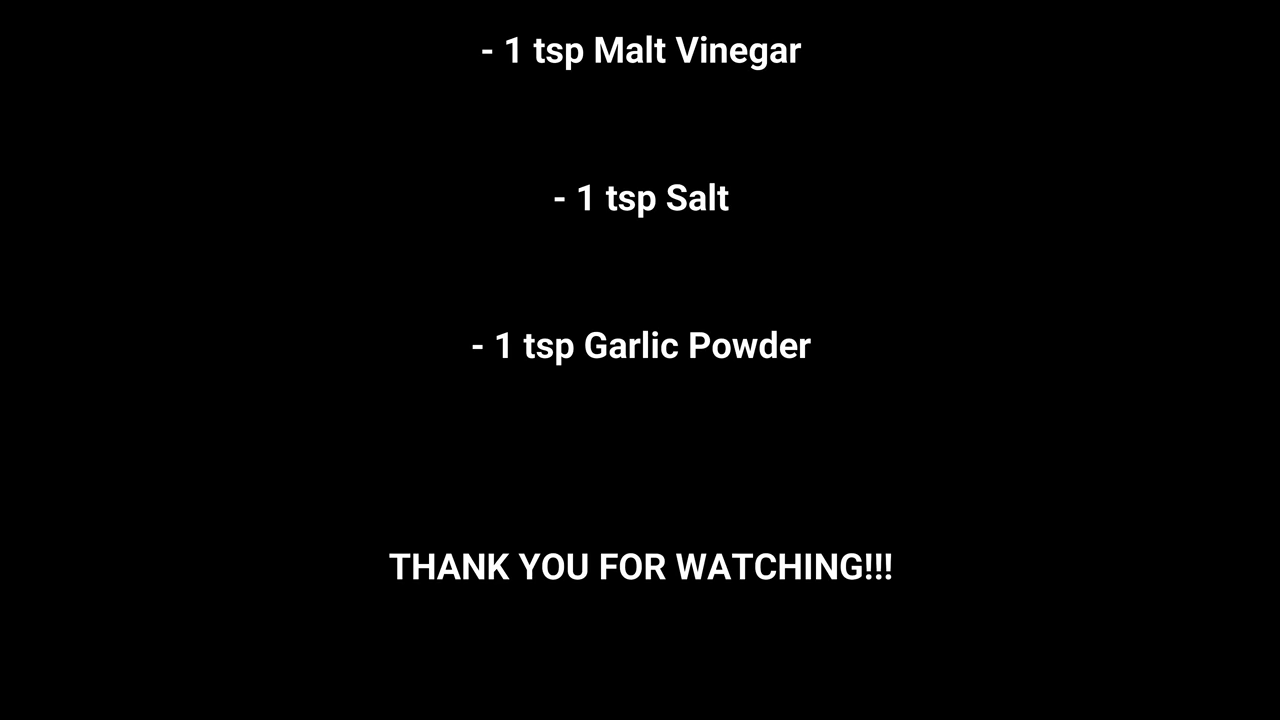 - 1 tsp Malt Vinegar
- 1 tsp Salt
- 1 tsp Garlic Powder
THANK YOU FOR WATCHING!!!